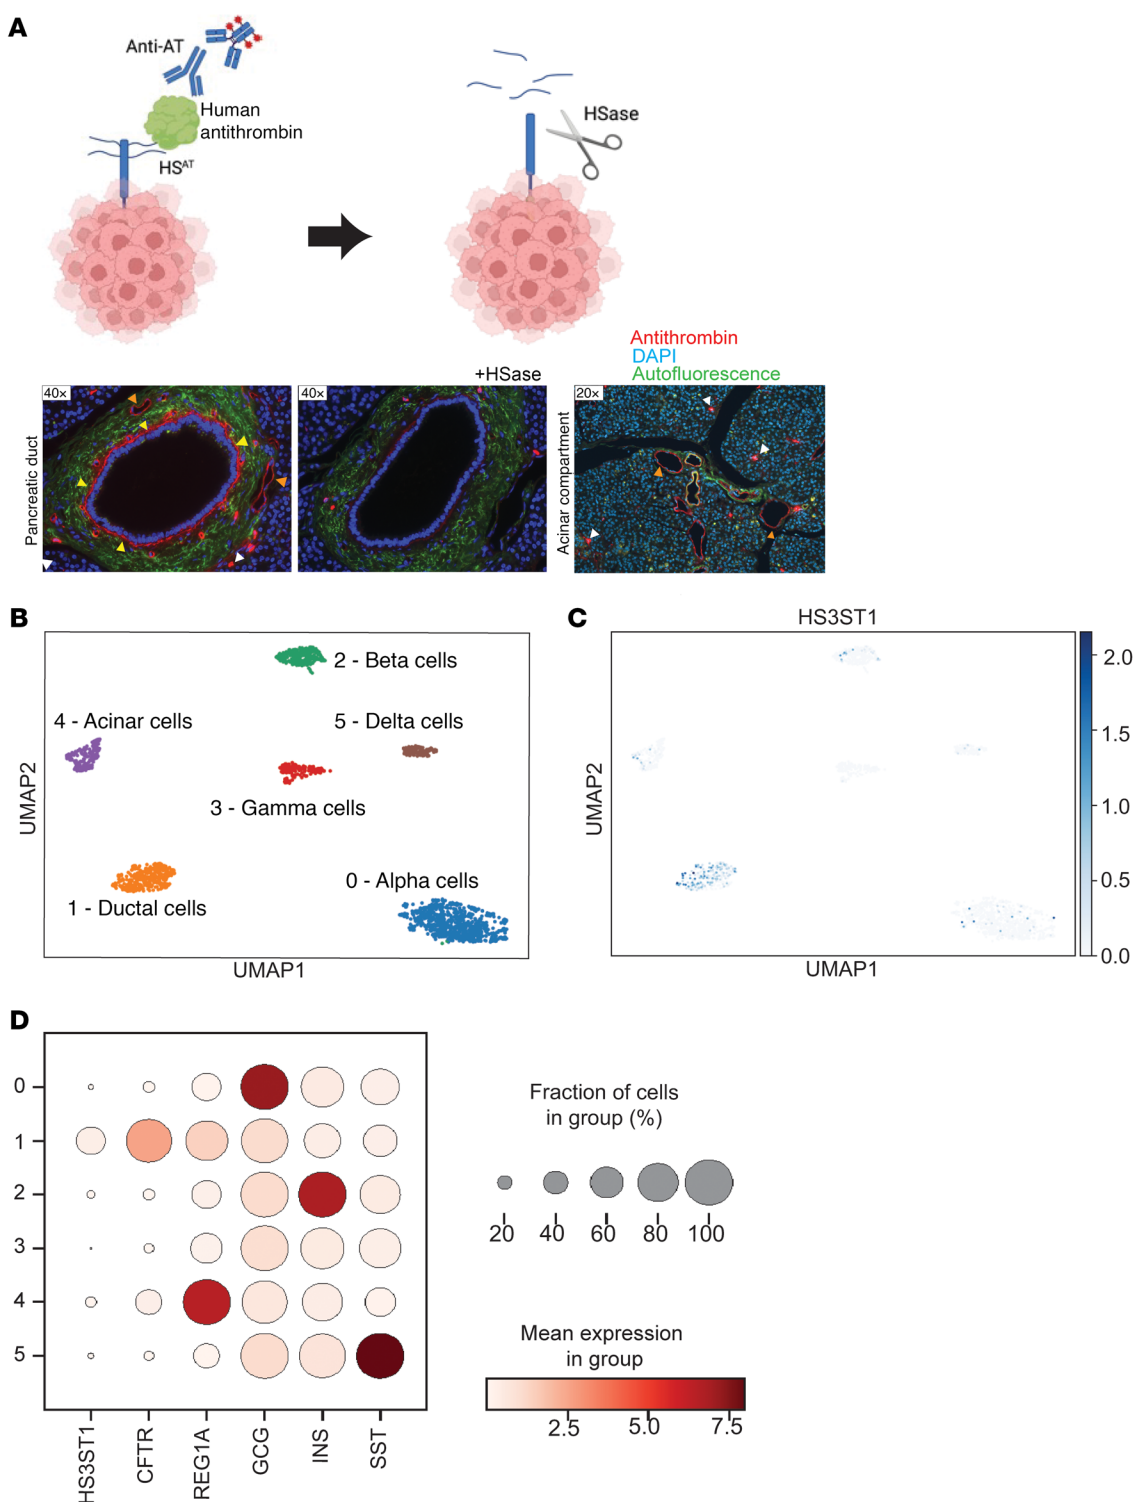 A
Anti-AT
Human
antithrombin
HSᴬᵀ
HSase
Antithrombin
DAPI
Autofluorescence
+HSase
40×
40×
20×
Pancreatic duct
Acinar compartment
B
2 - Beta cells
4 - Acinar cells
5 - Delta cells
3 - Gamma cells
0 - Alpha cells
1 - Ductal cells
UMAP2
UMAP1
C
HS3ST1
2.0
1.5
1.0
0.5
0.0
UMAP2
UMAP1
D
0
1
2
3
4
5
HS3ST1
CFTR
REG1A
GCG
INS
SST
Fraction of cells
in group (%)
20 40 60 80 100
Mean expression
in group
2.5 5.0 7.5